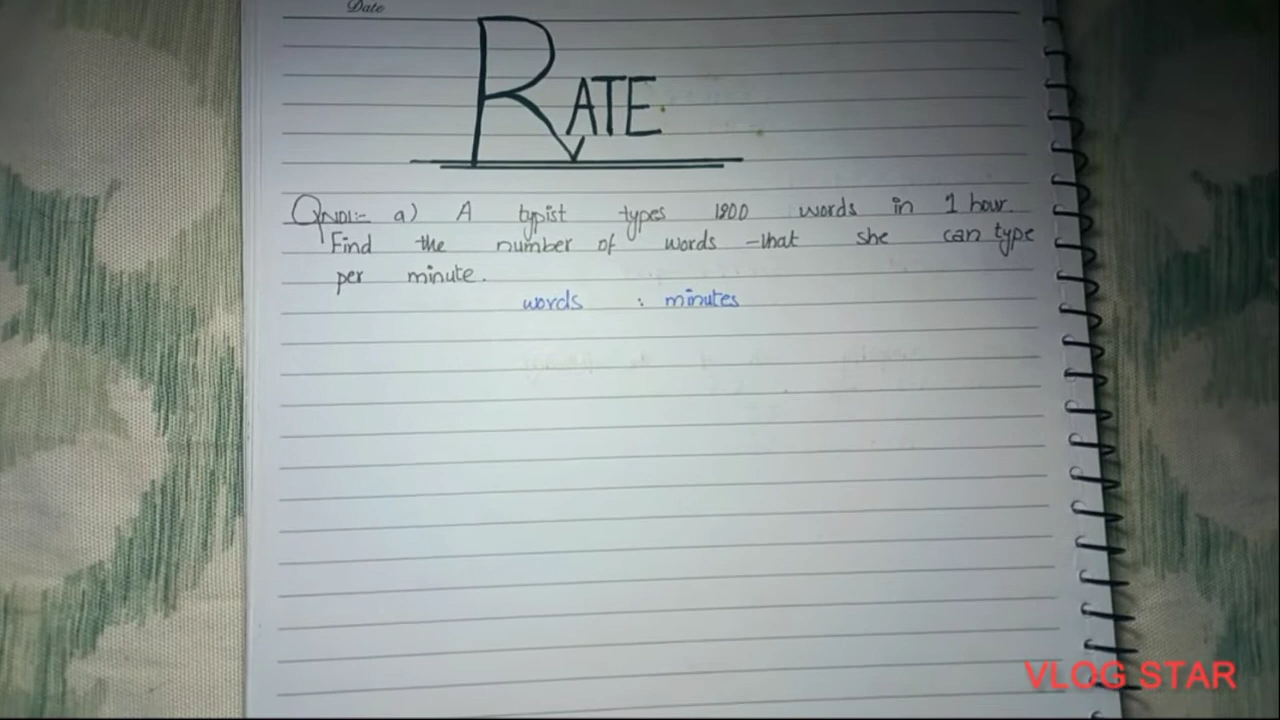 Date
RATE
QNO1:- a) A typist types 1800 words in 1 hour.
Find the number of words that she can type
per minute.
words : minutes
VLOG STAR